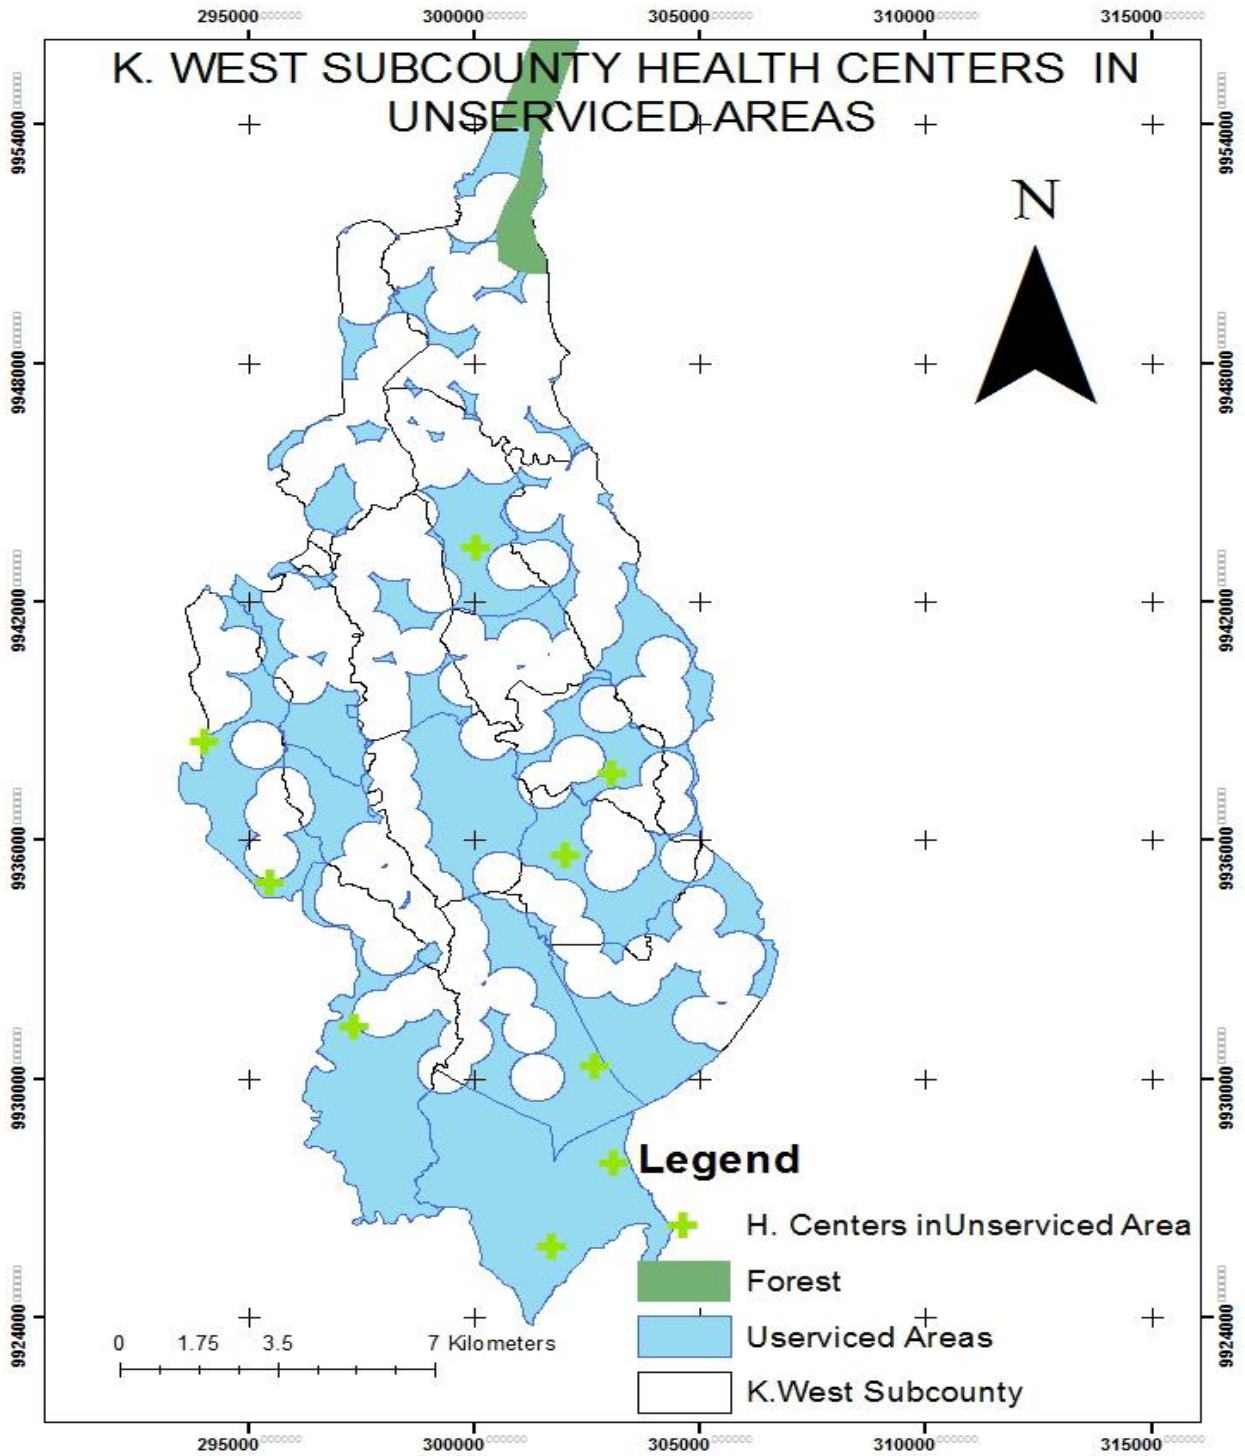 295000 300000 305000 310000 315000
K. WEST SUBCOUNTY HEALTH CENTERS IN
UNSERVICED AREAS
N
9954000 9954000
9948000 9948000
9942000 9942000
9936000 9936000
9930000 9930000
9924000 9924000
Legend
H. Centers inUnserviced Area
Forest
Userviced Areas
K.West Subcounty
0 1.75 3.5 7 Kilometers
295000 300000 305000 310000 315000